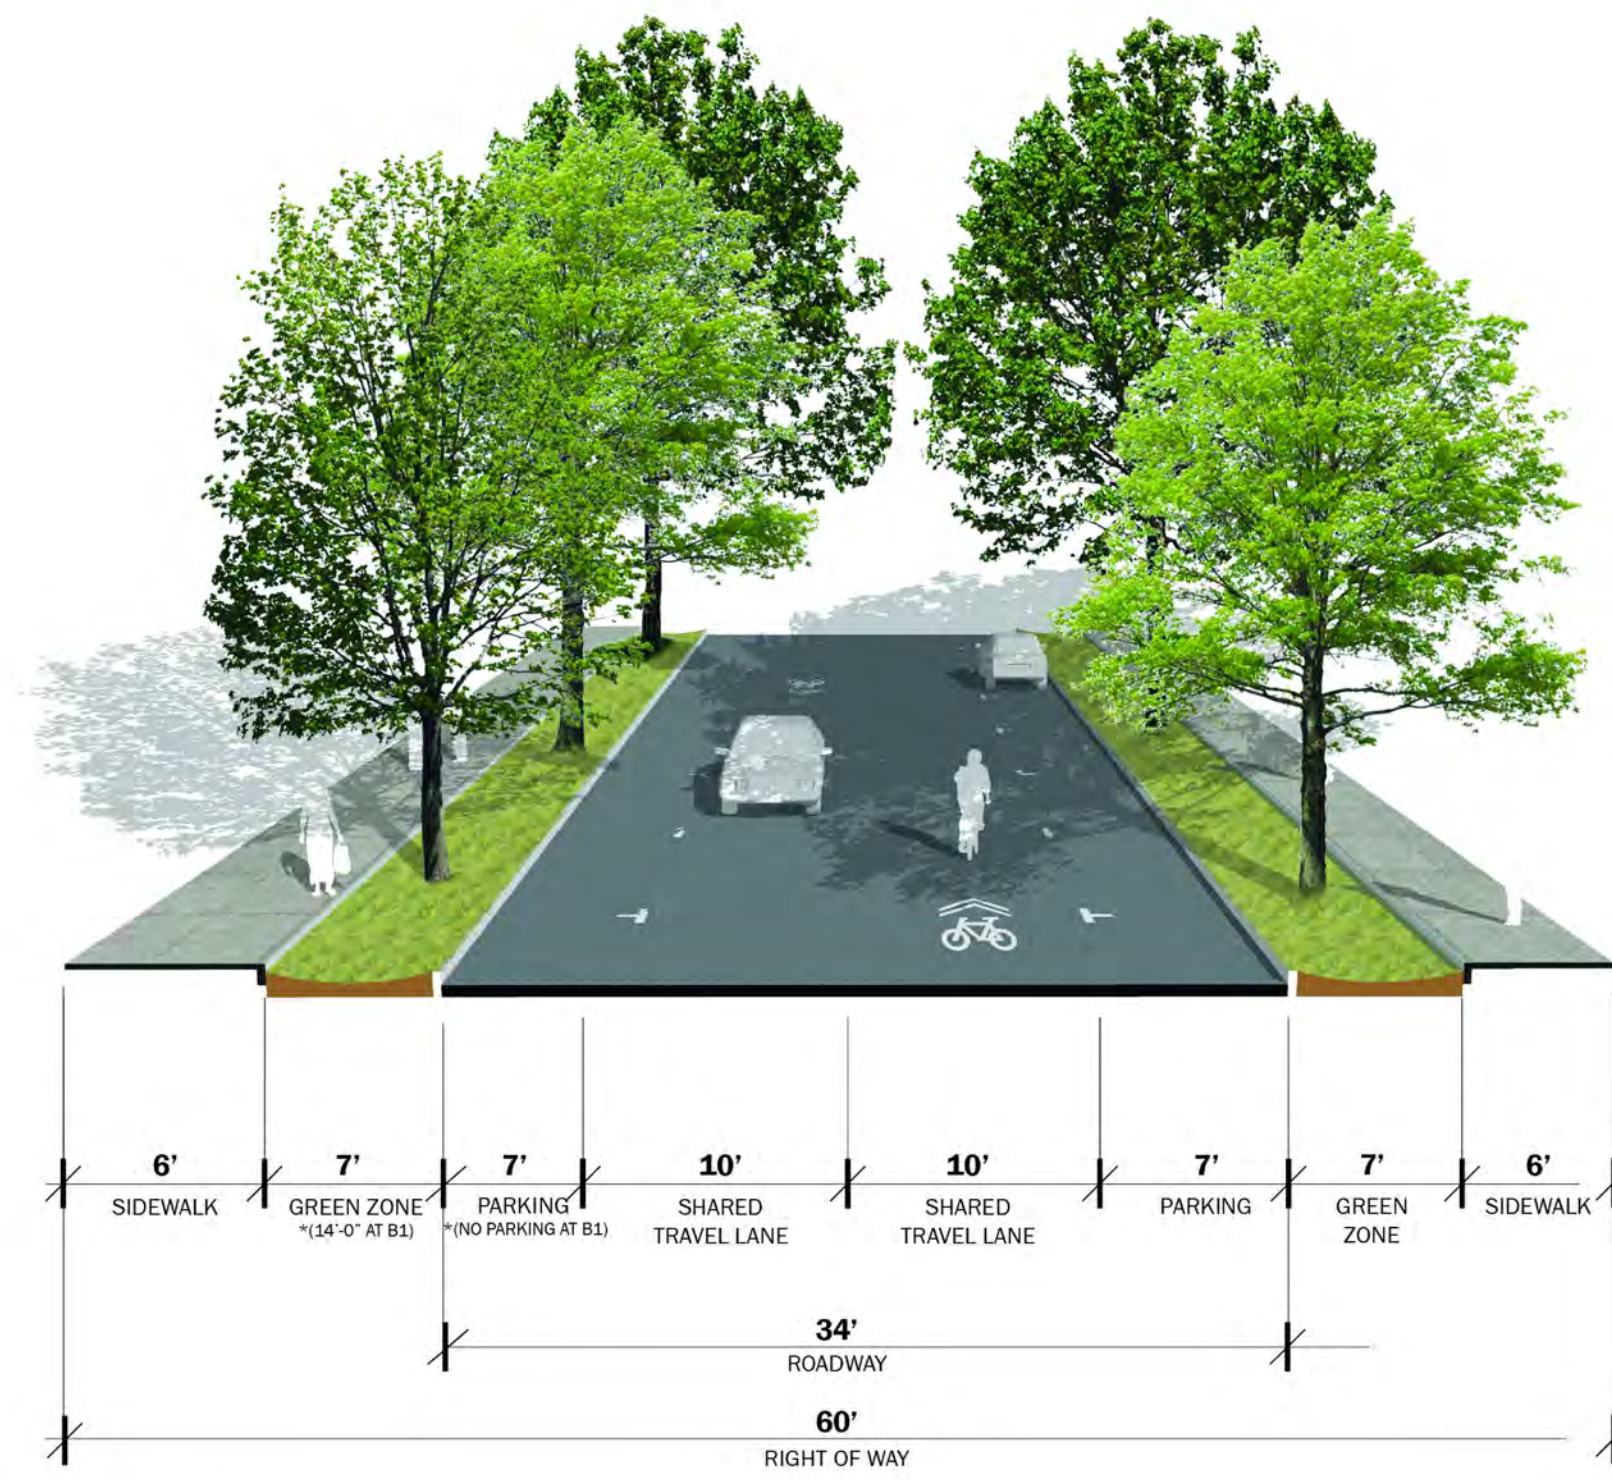 6’ 7’ 7’ 10’ 10’ 7’ 7’ 6’
SIDEWALK GREEN ZONE PARKING SHARED SHARED PARKING GREEN SIDEWALK
*(14’-0” AT B1) *(NO PARKING AT B1) TRAVEL LANE TRAVEL LANE ZONE
34’
ROADWAY
60’
RIGHT OF WAY